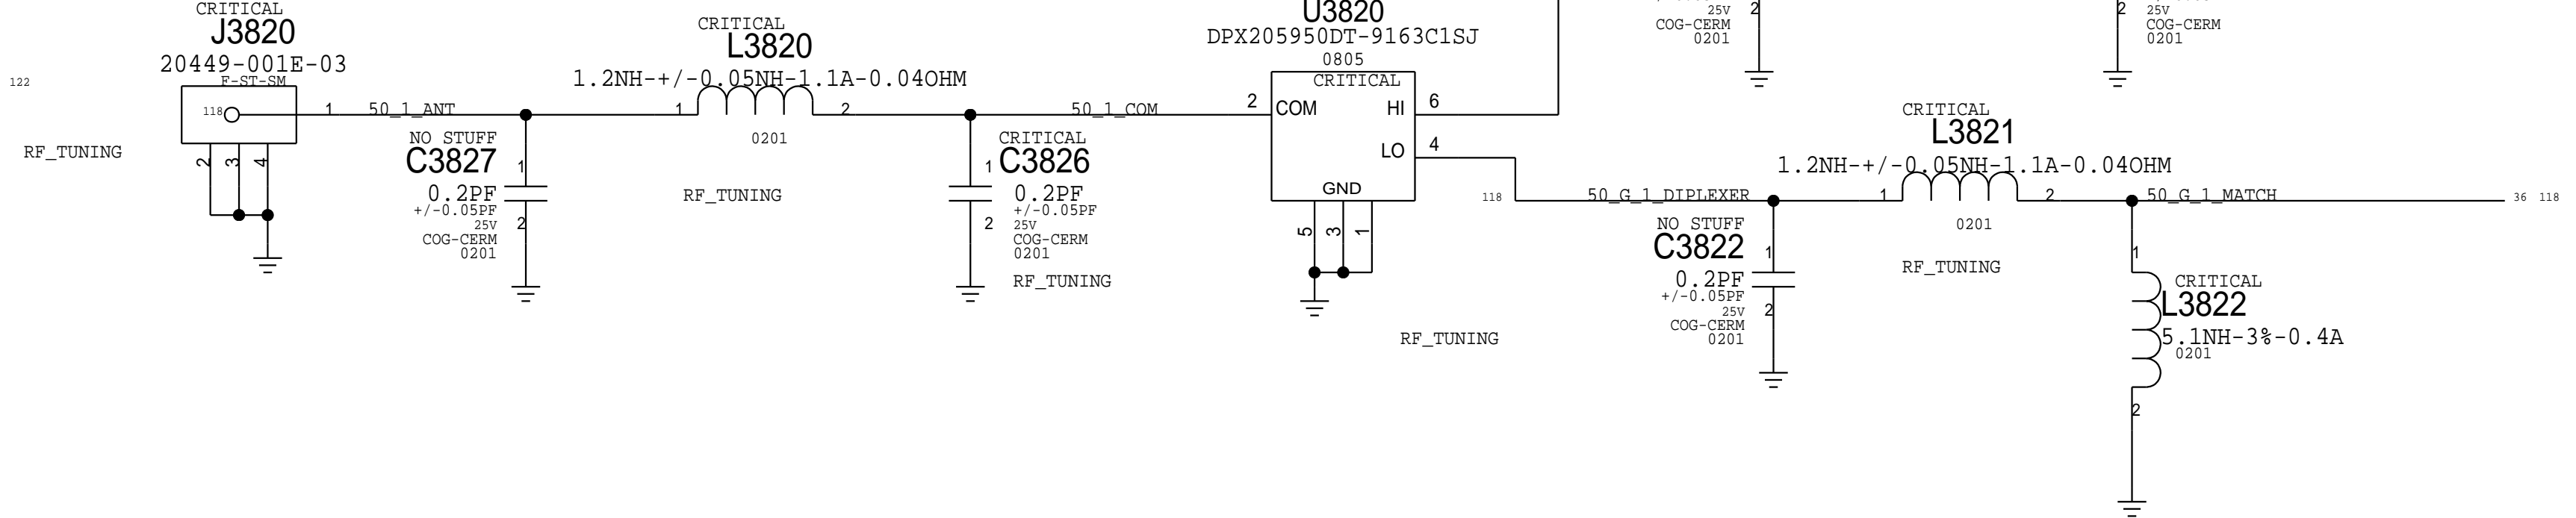 CRITICAL
J3820
20449-001E-03
F-ST-SM
122
118
1
50_1_ANT
RF_TUNING
2
3
4
NO STUFF
C3827
1
0.2PF
+/-0.05PF
25V
2
COG-CERM
0201
CRITICAL
L3820
1.2NH-+/-0.05NH-1.1A-0.04OHM
1
2
0201
RF_TUNING
50_1_COM
CRITICAL
1
C3826
0.2PF
+/-0.05PF
2
25V
COG-CERM
0201
RF_TUNING
U3820
DPX205950DT-9163C1SJ
0805
CRITICAL
2
COM
HI
6
LO
4
GND
5
3
1
RF_TUNING
25V
2
COG-CERM
0201
2
25V
COG-CERM
0201
118
50_G_1_DIPLEXER
NO STUFF
C3822
1
0.2PF
+/-0.05PF
25V
2
COG-CERM
0201
CRITICAL
L3821
1.2NH-+/-0.05NH-1.1A-0.04OHM
1
2
0201
RF_TUNING
50_G_1_MATCH
36 118
1
CRITICAL
L3822
5.1NH-3%-0.4A
0201
2